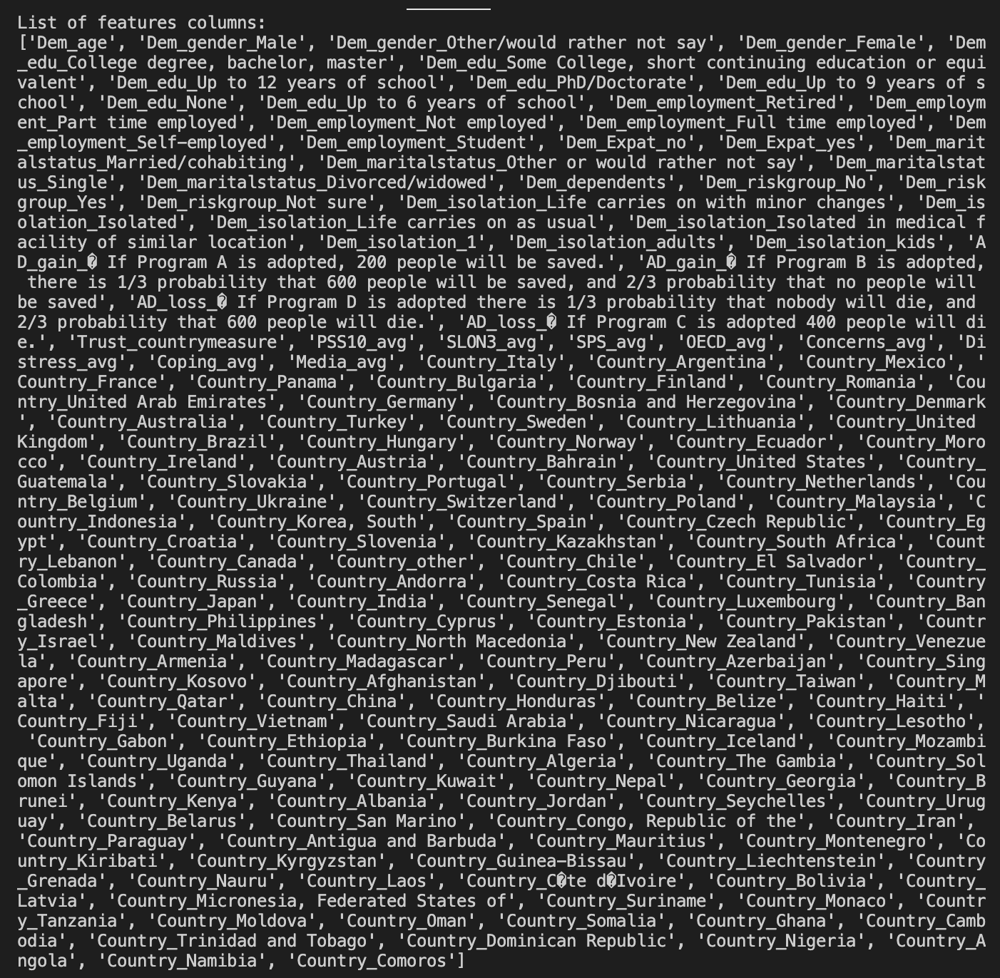 List of features columns:
['Dem_age', 'Dem_gender_Male', 'Dem_gender_Other/would rather not say', 'Dem_gender_Female', 'Dem
_edu_College degree, bachelor, master', 'Dem_edu_Some College, short continuing education or equi
valent', 'Dem_edu_Up to 12 years of school', 'Dem_edu_PhD/Doctorate', 'Dem_edu_Up to 9 years of s
chool', 'Dem_edu_None', 'Dem_edu_Up to 6 years of school', 'Dem_employment_Retired', 'Dem_employm
ent_Part time employed', 'Dem_employment_Not employed', 'Dem_employment_Full time employed', 'Dem
_employment_Self-employed', 'Dem_employment_Student', 'Dem_Expat_no', 'Dem_Expat_yes', 'Dem_marit
alstatus_Married/cohabiting', 'Dem_maritalstatus_Other or would rather not say', 'Dem_maritalstat
us_Single', 'Dem_maritalstatus_Divorced/widowed', 'Dem_dependents', 'Dem_riskgroup_No', 'Dem_risk
group_Yes', 'Dem_riskgroup_Not sure', 'Dem_isolation_Life carries on with minor changes', 'Dem_is
olation_Isolated', 'Dem_isolation_Life carries on as usual', 'Dem_isolation_Isolated in medical f
acility of similar location', 'Dem_isolation_1', 'Dem_isolation_adults', 'Dem_isolation_kids', 'A
D_gain_� If Program A is adopted, 200 people will be saved.', 'AD_gain_� If Program B is adopted,
 there is 1/3 probability that 600 people will be saved, and 2/3 probability that no people will
be saved', 'AD_loss_� If Program D is adopted there is 1/3 probability that nobody will die, and
2/3 probability that 600 people will die.', 'AD_loss_� If Program C is adopted 400 people will di
e.', 'Trust_countrymeasure', 'PSS10_avg', 'SLON3_avg', 'SPS_avg', 'OECD_avg', 'Concerns_avg', 'Di
stress_avg', 'Coping_avg', 'Media_avg', 'Country_Italy', 'Country_Argentina', 'Country_Mexico', '
Country_France', 'Country_Panama', 'Country_Bulgaria', 'Country_Finland', 'Country_Romania', 'Cou
ntry_United Arab Emirates', 'Country_Germany', 'Country_Bosnia and Herzegovina', 'Country_Denmark
', 'Country_Australia', 'Country_Turkey', 'Country_Sweden', 'Country_Lithuania', 'Country_United
Kingdom', 'Country_Brazil', 'Country_Hungary', 'Country_Norway', 'Country_Ecuador', 'Country_Moro
cco', 'Country_Ireland', 'Country_Austria', 'Country_Bahrain', 'Country_United States', 'Country_
Guatemala', 'Country_Slovakia', 'Country_Portugal', 'Country_Serbia', 'Country_Netherlands', 'Cou
ntry_Belgium', 'Country_Ukraine', 'Country_Switzerland', 'Country_Poland', 'Country_Malaysia', 'C
ountry_Indonesia', 'Country_Korea, South', 'Country_Spain', 'Country_Czech Republic', 'Country_Eg
ypt', 'Country_Croatia', 'Country_Slovenia', 'Country_Kazakhstan', 'Country_South Africa', 'Count
ry_Lebanon', 'Country_Canada', 'Country_other', 'Country_Chile', 'Country_El Salvador', 'Country_
Colombia', 'Country_Russia', 'Country_Andorra', 'Country_Costa Rica', 'Country_Tunisia', 'Country
_Greece', 'Country_Japan', 'Country_India', 'Country_Senegal', 'Country_Luxembourg', 'Country_Ban
gladesh', 'Country_Philippines', 'Country_Cyprus', 'Country_Estonia', 'Country_Pakistan', 'Countr
y_Israel', 'Country_Maldives', 'Country_North Macedonia', 'Country_New Zealand', 'Country_Venezue
la', 'Country_Armenia', 'Country_Madagascar', 'Country_Peru', 'Country_Azerbaijan', 'Country_Sing
apore', 'Country_Kosovo', 'Country_Afghanistan', 'Country_Djibouti', 'Country_Taiwan', 'Country_M
alta', 'Country_Qatar', 'Country_China', 'Country_Honduras', 'Country_Belize', 'Country_Haiti', '
Country_Fiji', 'Country_Vietnam', 'Country_Saudi Arabia', 'Country_Nicaragua', 'Country_Lesotho',
 'Country_Gabon', 'Country_Ethiopia', 'Country_Burkina Faso', 'Country_Iceland', 'Country_Mozambi
que', 'Country_Uganda', 'Country_Thailand', 'Country_Algeria', 'Country_The Gambia', 'Country_Sol
omon Islands', 'Country_Guyana', 'Country_Kuwait', 'Country_Nepal', 'Country_Georgia', 'Country_B
runei', 'Country_Kenya', 'Country_Albania', 'Country_Jordan', 'Country_Seychelles', 'Country_Urug
uay', 'Country_Belarus', 'Country_San Marino', 'Country_Congo, Republic of the', 'Country_Iran',
'Country_Paraguay', 'Country_Antigua and Barbuda', 'Country_Mauritius', 'Country_Montenegro', 'Co
untry_Kiribati', 'Country_Kyrgyzstan', 'Country_Guinea-Bissau', 'Country_Liechtenstein', 'Country
_Grenada', 'Country_Nauru', 'Country_Laos', 'Country_C�te d�Ivoire', 'Country_Bolivia', 'Country_
Latvia', 'Country_Micronesia, Federated States of', 'Country_Suriname', 'Country_Monaco', 'Countr
y_Tanzania', 'Country_Moldova', 'Country_Oman', 'Country_Somalia', 'Country_Ghana', 'Country_Camb
odia', 'Country_Trinidad and Tobago', 'Country_Dominican Republic', 'Country_Nigeria', 'Country_A
ngola', 'Country_Namibia', 'Country_Comoros']